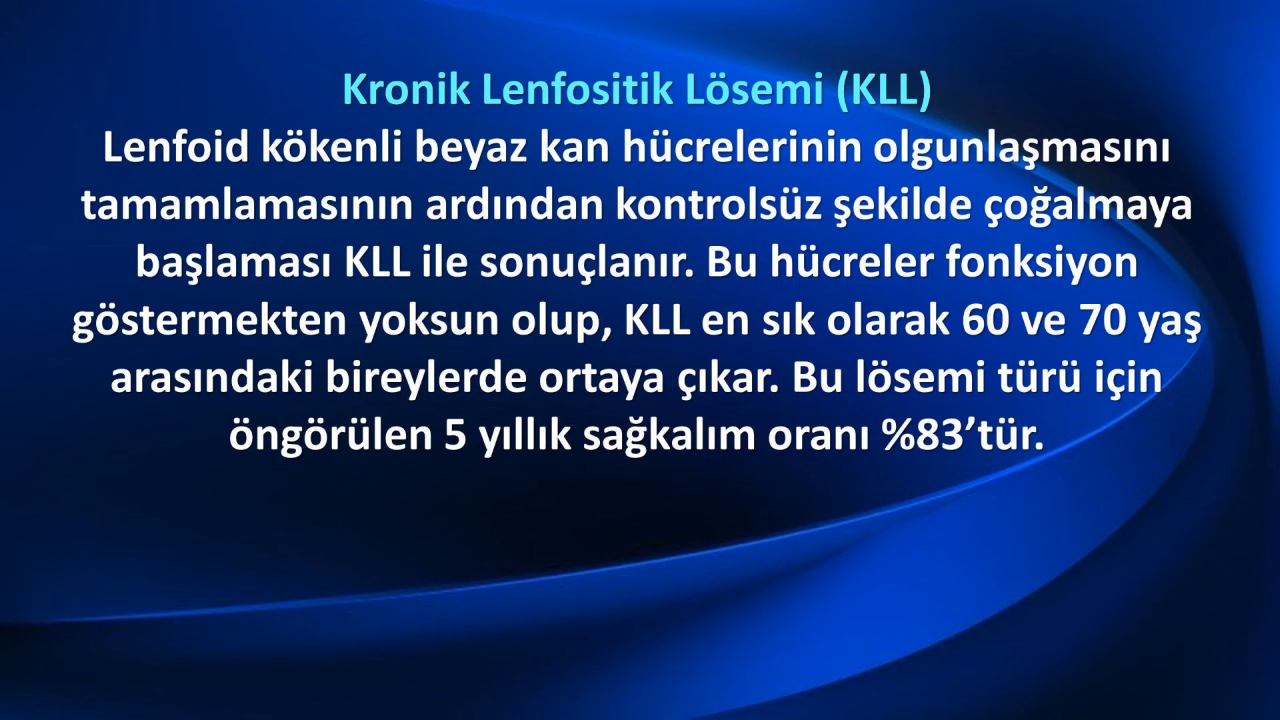 Kronik Lenfositik Lösemi (KLL)
Lenfoid kökenli beyaz kan hücrelerinin olgunlaşmasını
tamamlamasının ardından kontrolsüz şekilde çoğalmaya
başlaması KLL ile sonuçlanır. Bu hücreler fonksiyon
göstermekten yoksun olup, KLL en sık olarak 60 ve 70 yaş
arasındaki bireylerde ortaya çıkar. Bu lösemi türü için
öngörülen 5 yıllık sağkalım oranı %83’tür.